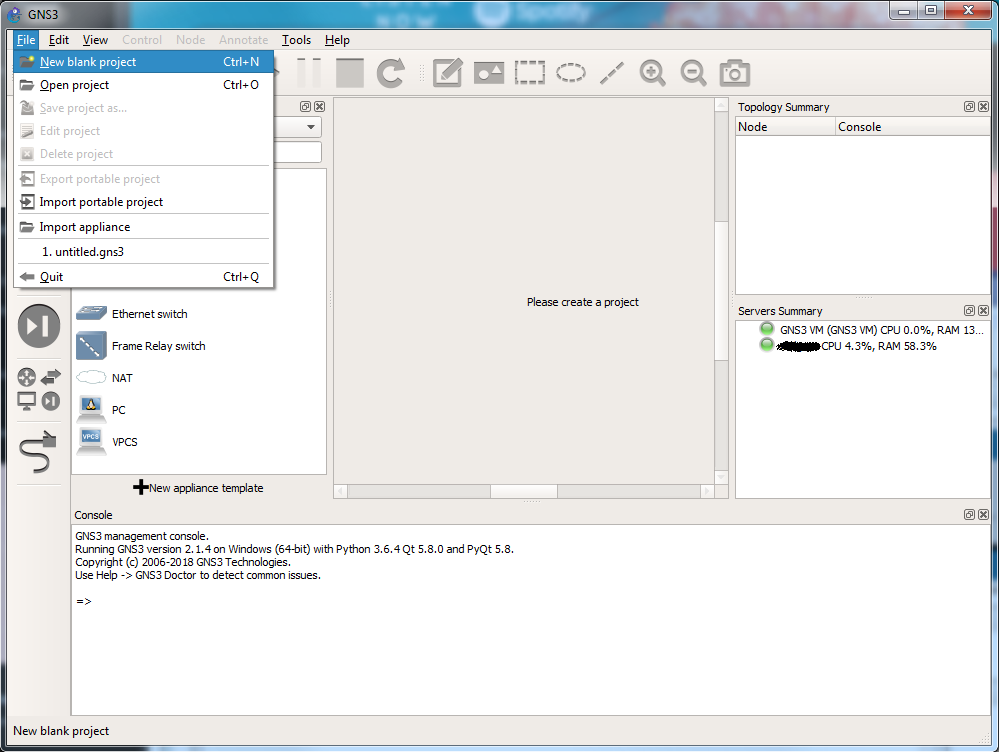 LISTEN
NOW
Spotify
GNS3
File Edit View Control Node Annotate Tools Help
New blank project Ctrl+N
Open project Ctrl+O
Save project as...
Edit project
Delete project
Export portable project
Import portable project
Import appliance
1. untitled.gns3
Quit Ctrl+Q
Ethernet switch
Frame Relay switch
NAT
PC
VPCS
VPCS
New appliance template
Please create a project
Topology Summary
Node Console
Servers Summary
GNS3 VM (GNS3 VM) CPU 0.0%, RAM 13...
CPU 4.3%, RAM 58.3%
Console
GNS3 management console.
Running GNS3 version 2.1.4 on Windows (64-bit) with Python 3.6.4 Qt 5.8.0 and PyQt 5.8.
Copyright (c) 2006-2018 GNS3 Technologies.
Use Help -> GNS3 Doctor to detect common issues.
=>
New blank project